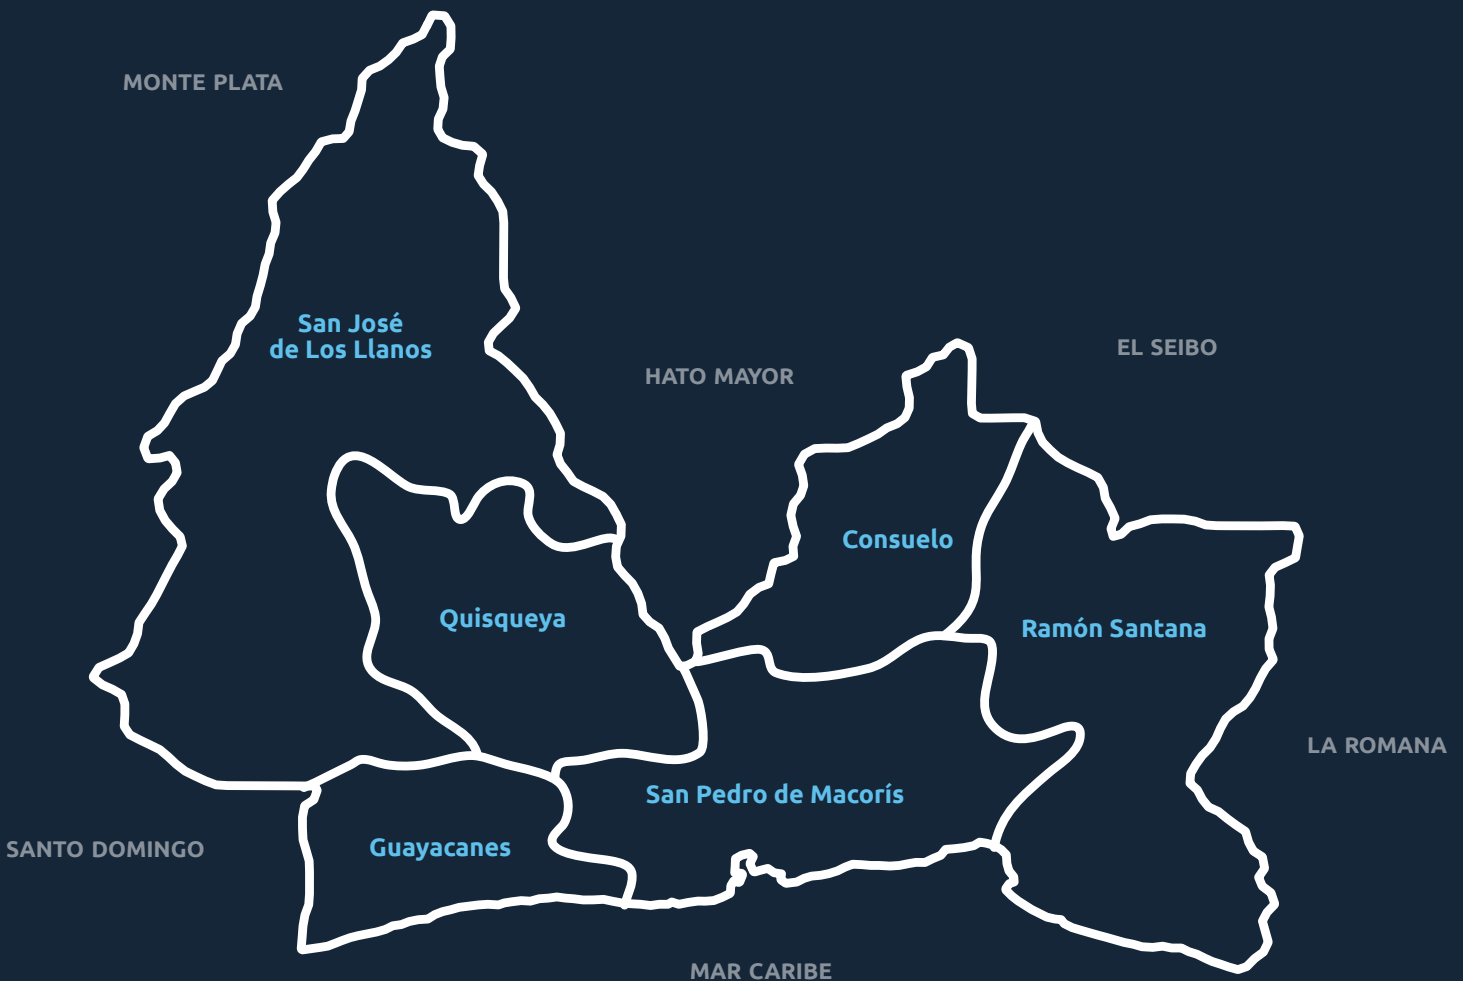 MONTE PLATA
San José
de Los Llanos
EL SEIBO
HATO MAYOR
Consuelo
Quisqueya
Ramón Santana
LA ROMANA
San Pedro de Macorís
SANTO DOMINGO
Guayacanes
MAR CARIBE